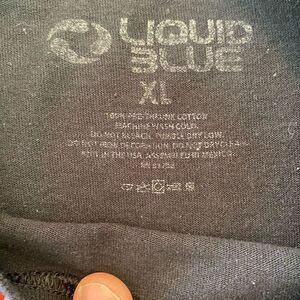 LIQUID
BLUE
XL
100% PRE-SHRUNK COTTON
MACHINE WASH COLD.
DO NOT BLEACH. TUMBLE DRY LOW.
DO NOT IRON DECORATION. DO NOT DRYCLEAN.
KNIT IN THE USA. ASSEMBLED IN MEXICO.